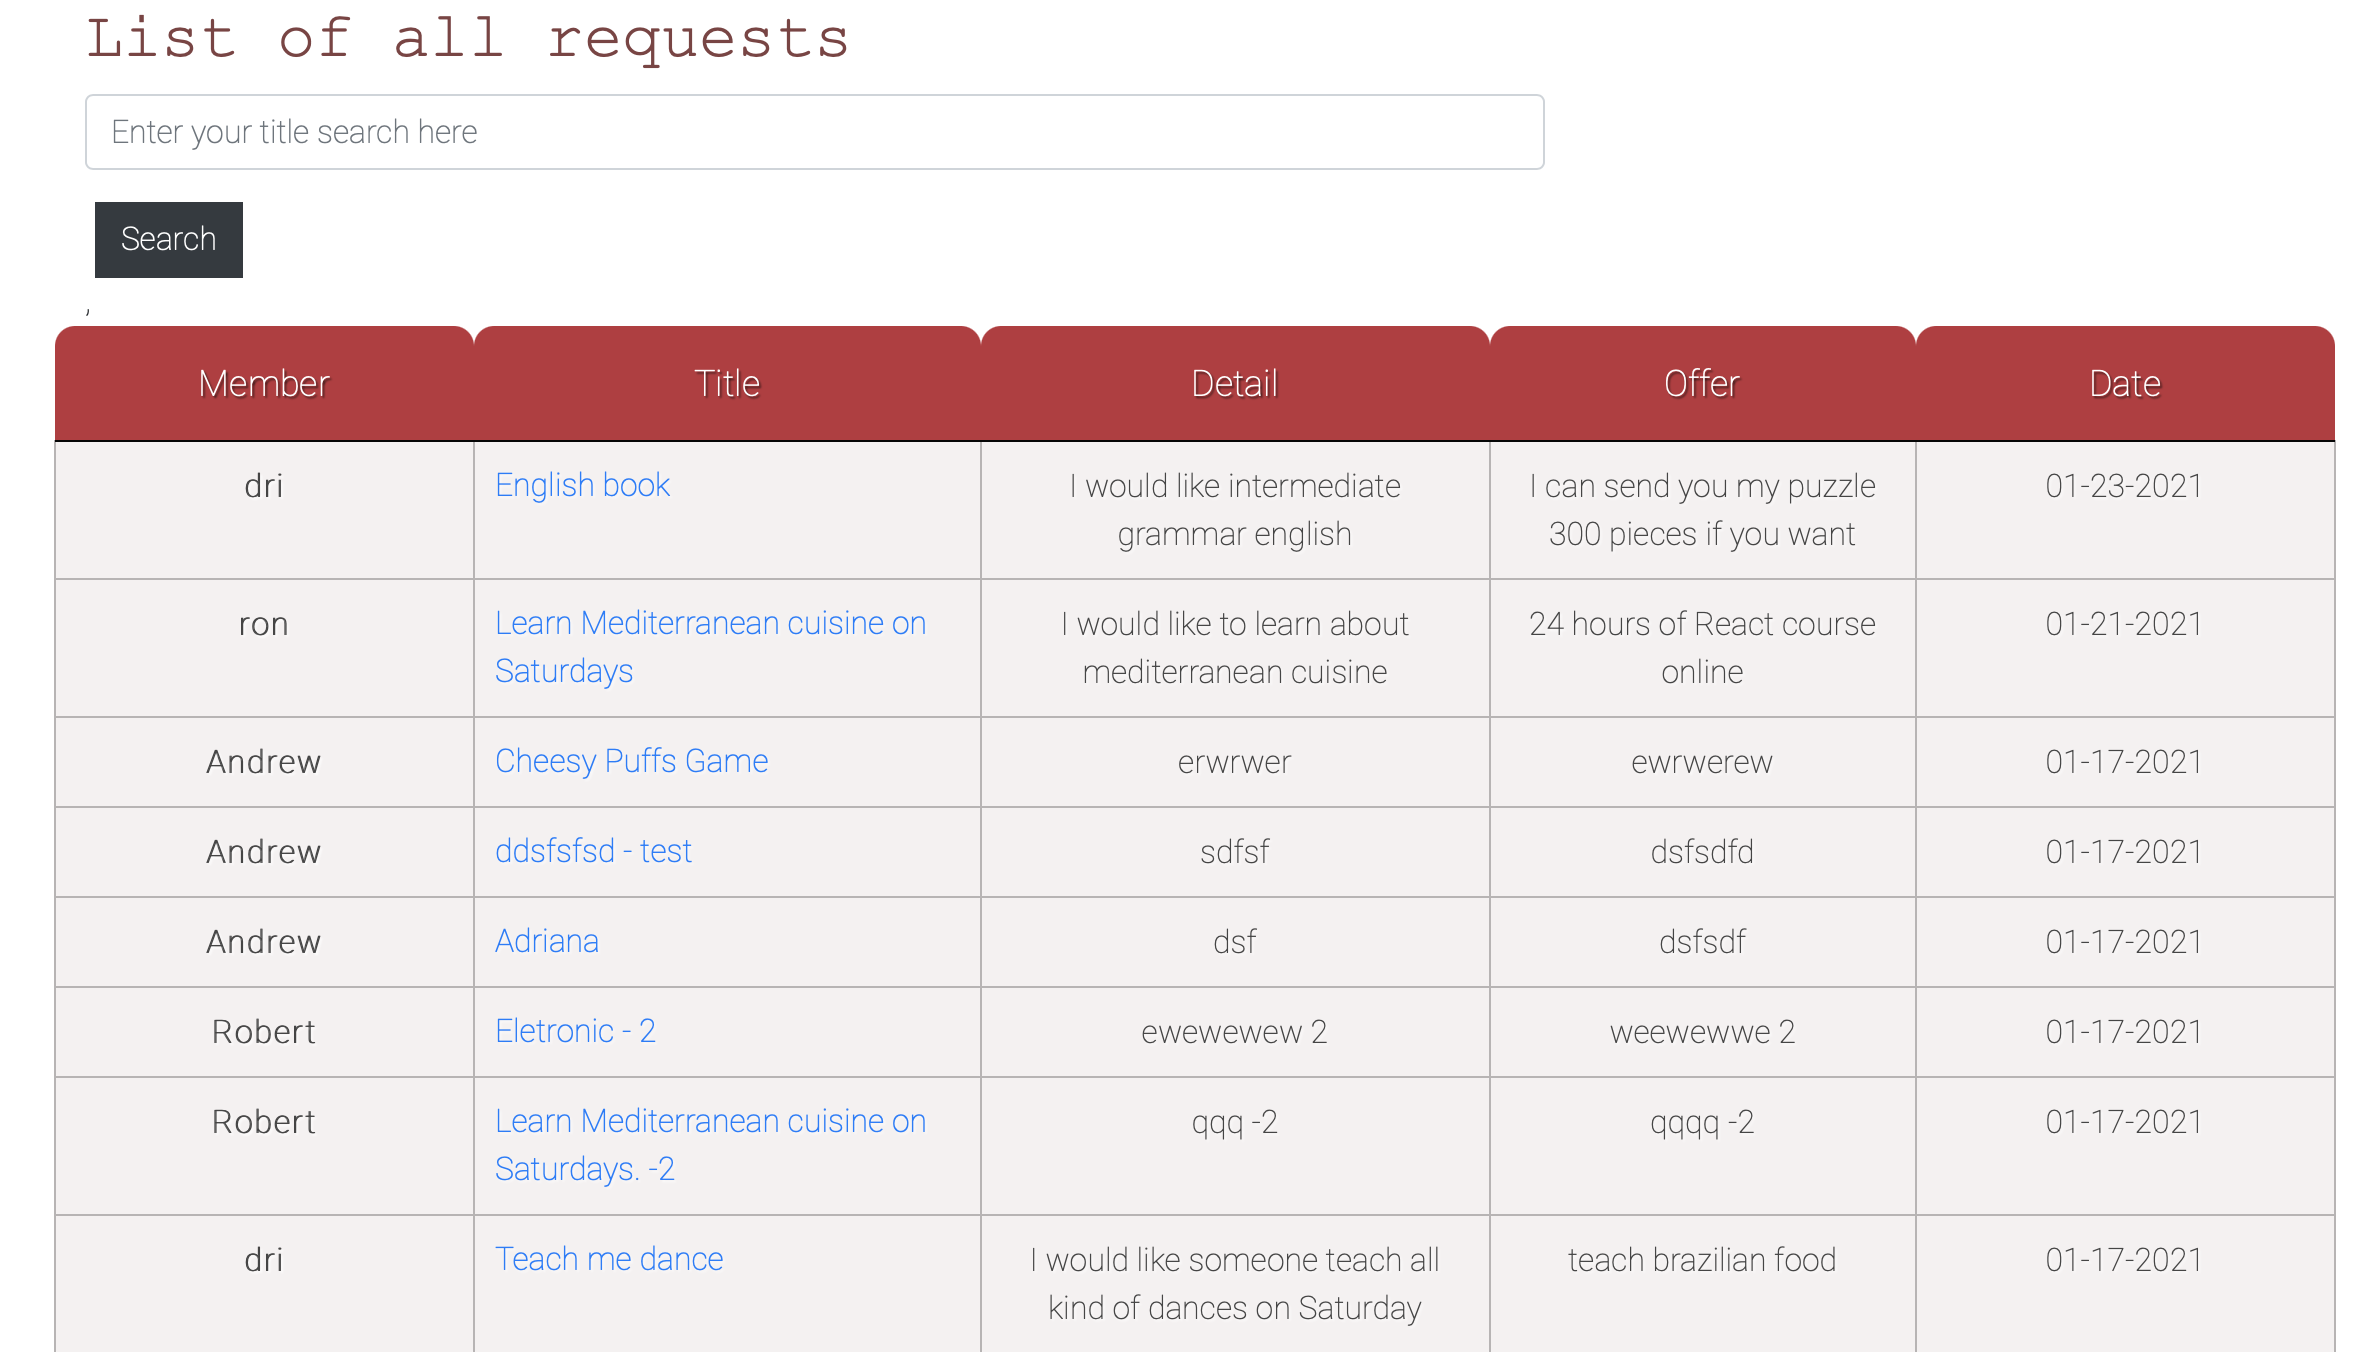 List of all requests
Enter your title search here
Search
,
Member Title Detail Offer Date
dri English book I would like intermediate I can send you my puzzle 01-23-2021
grammar english 300 pieces if you want
ron Learn Mediterranean cuisine on I would like to learn about 24 hours of React course 01-21-2021
Saturdays mediterranean cuisine online
Andrew Cheesy Puffs Game erwrwer ewrwerew 01-17-2021
Andrew ddsfsfsd - test sdfsf dsfsdfd 01-17-2021
Andrew Adriana dsf dsfsdf 01-17-2021
Robert Eletronic - 2 ewewewew 2 weewewwe 2 01-17-2021
Robert Learn Mediterranean cuisine on qqq -2 qqqq -2 01-17-2021
Saturdays. -2
dri Teach me dance I would like someone teach all teach brazilian food 01-17-2021
kind of dances on Saturday